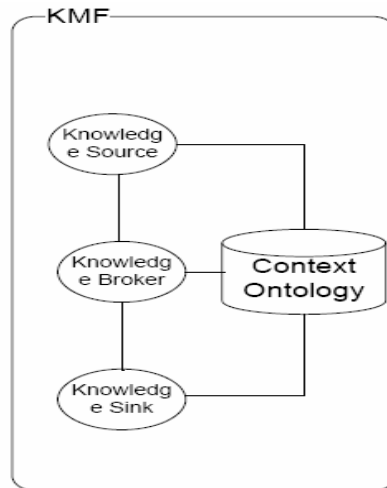 KMF
Knowledg
e Source
Knowledg
e Broker
Context
Ontology
Knowledg
e Sink